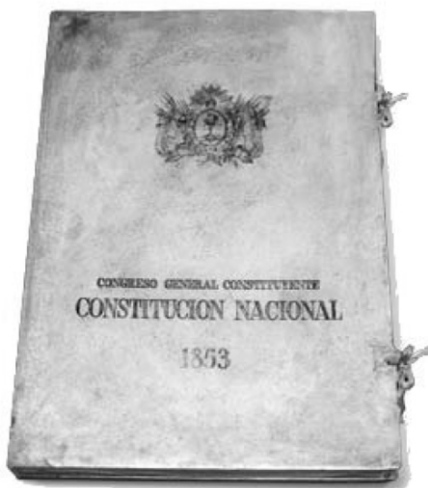 CONGRESO GENERAL CONSTITUYENTE
CONSTITUCION NACIONAL
1853